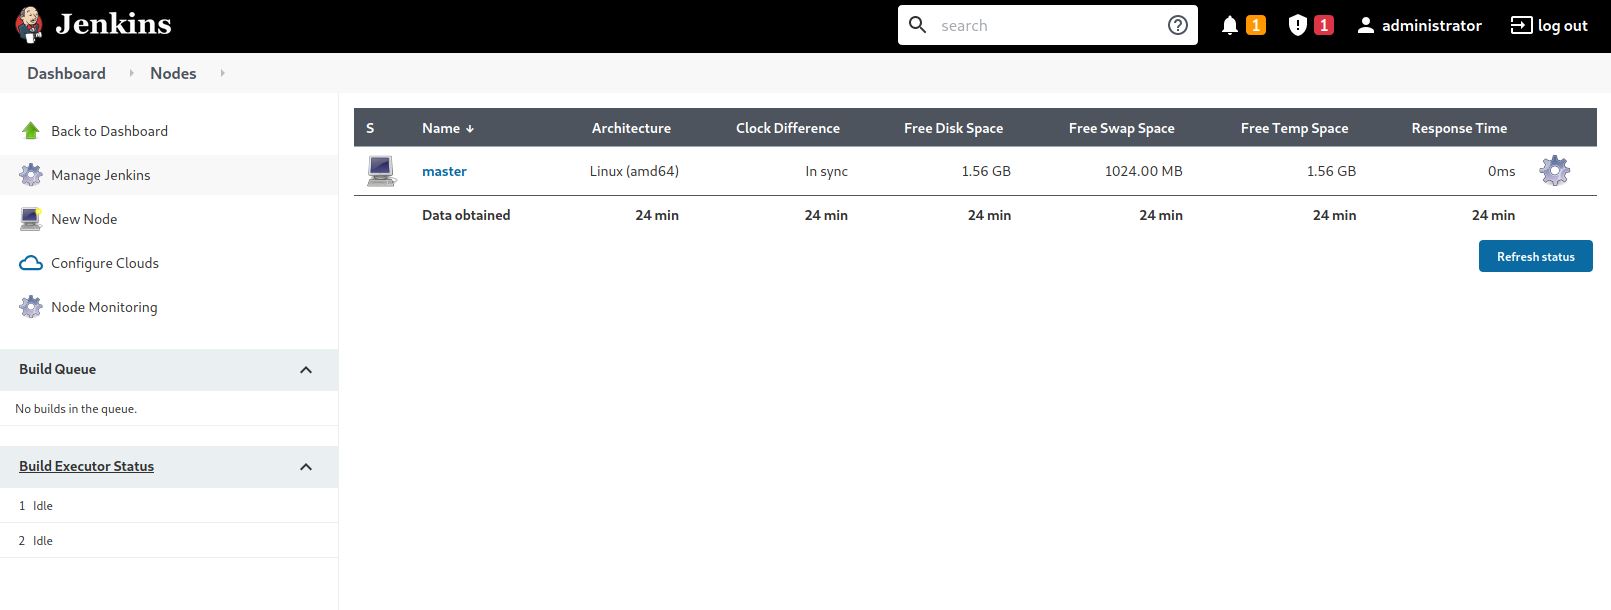 Jenkins
search
1
1
administrator
log out
Dashboard
Nodes
Back to Dashboard
Manage Jenkins
New Node
Configure Clouds
Node Monitoring
Build Queue
No builds in the queue.
Build Executor Status
1 Idle
2 Idle
S Name ↓ Architecture Clock Difference Free Disk Space Free Swap Space Free Temp Space Response Time
master Linux (amd64) In sync 1.56 GB 1024.00 MB 1.56 GB 0ms
Data obtained 24 min 24 min 24 min 24 min 24 min 24 min
Refresh status